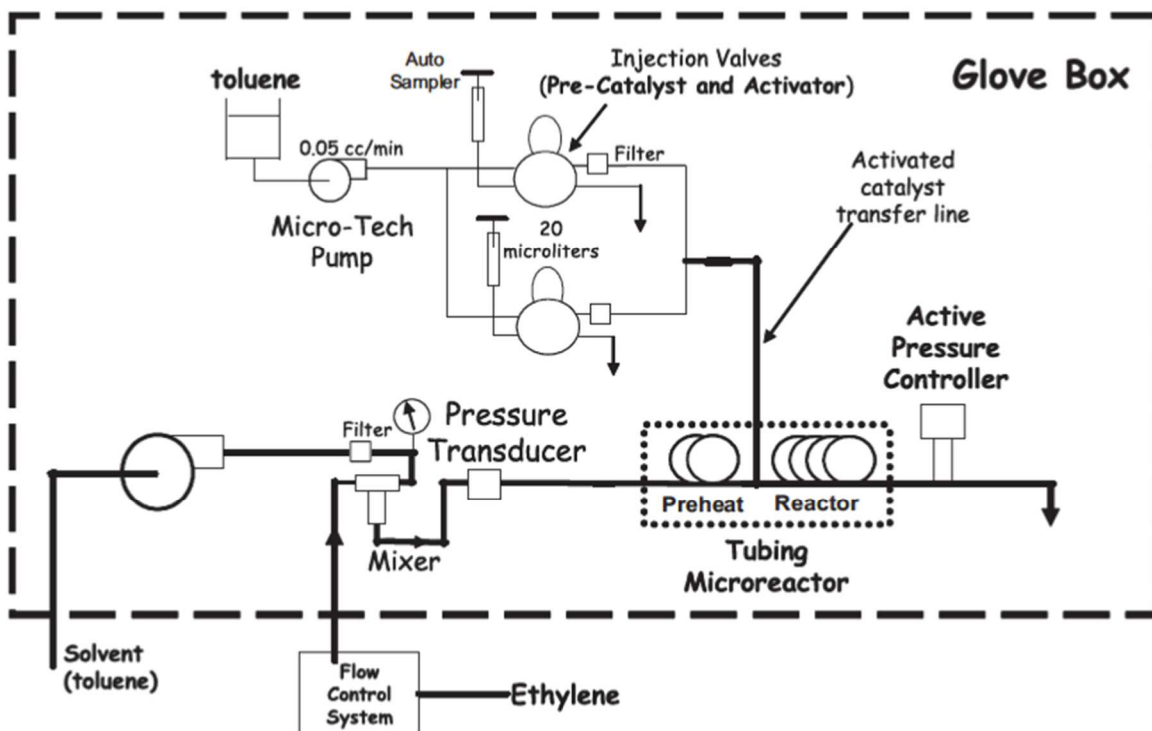 Glove Box
toluene
Auto
Sampler
Injection Valves
(Pre-Catalyst and Activator)
0.05 cc/min
Filter
Micro-Tech
Pump
20
microliters
Activated
catalyst
transfer line
Active
Pressure
Controller
Filter
Pressure
Transducer
Mixer
Preheat
Reactor
Tubing
Microreactor
Solvent
(toluene)
Flow
Control
System
Ethylene